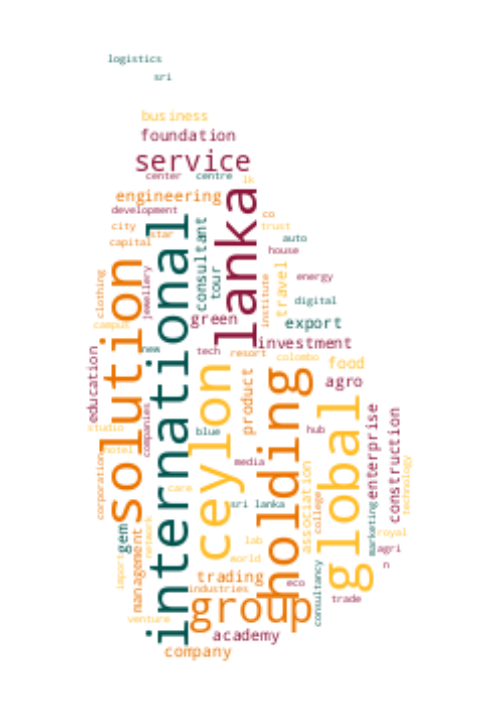 logistics
sri
business
foundation
service
center
centre
lk
engineering
lanka
development
co
city
trust
star
capital
auto
international
consultant
house
solution
tour
travel
clothing
jewellery
institute
energy
digital
green
export
campus
investment
new
tech
resort
colombo
education
ceylon
product
holding
food
agro
global
companies
studio
blue
hub
enterprise
construction
hotel
media
corporation
association
technology
care
college
sri lanka
marketing
gem
network
management
royal
lab
agri
world
n
import
trading
eco
consultancy
industries
group
trade
venture
academy
company